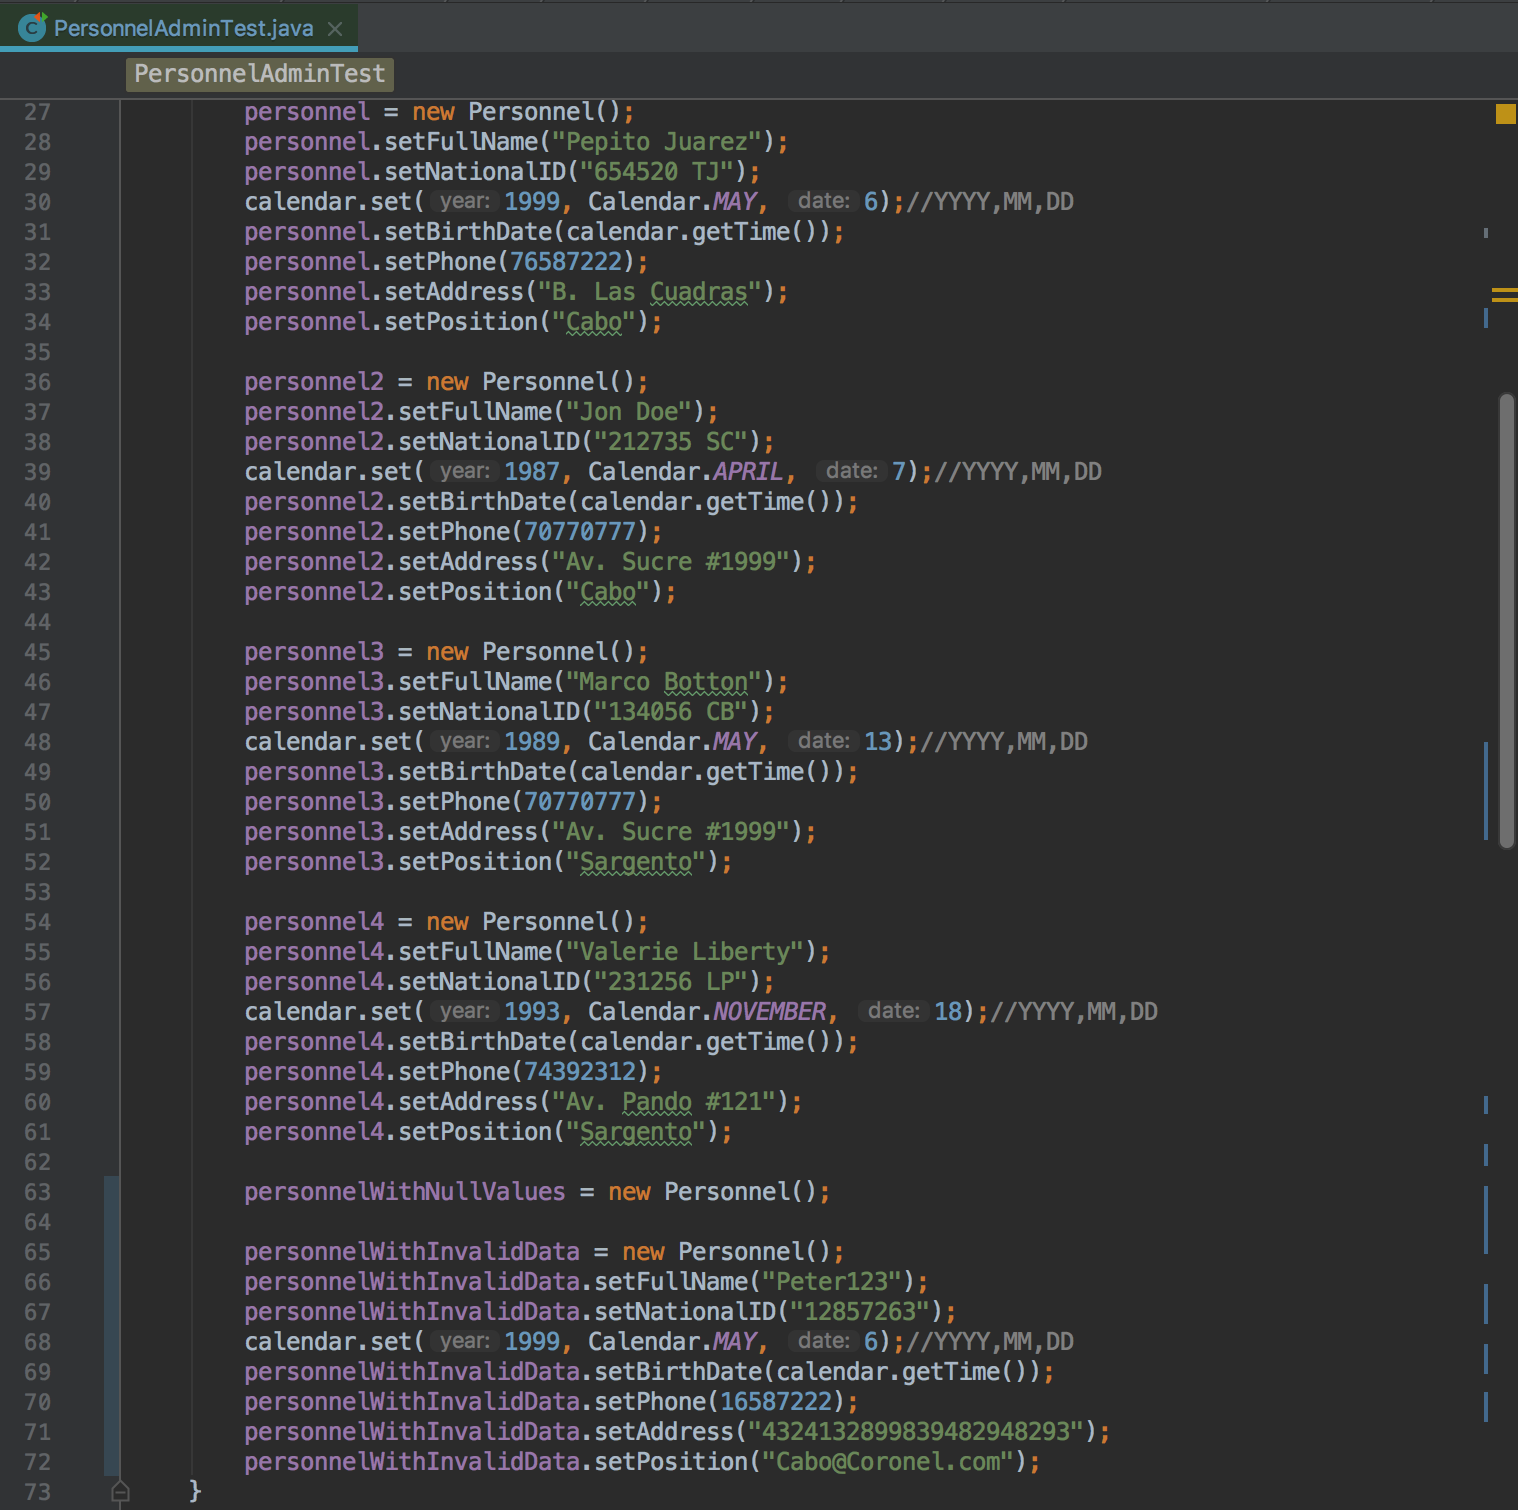 PersonnelAdminTest.java
PersonnelAdminTest
27 personnel = new Personnel();
28 personnel.setFullName("Pepito Juarez");
29 personnel.setNationalID("654520 TJ");
30 calendar.set( year: 1999, Calendar.MAY, date: 6);//YYYY,MM,DD
31 personnel.setBirthDate(calendar.getTime());
32 personnel.setPhone(76587222);
33 personnel.setAddress("B. Las Cuadras");
34 personnel.setPosition("Cabo");
35
36 personnel2 = new Personnel();
37 personnel2.setFullName("Jon Doe");
38 personnel2.setNationalID("212735 SC");
39 calendar.set( year: 1987, Calendar.APRIL, date: 7);//YYYY,MM,DD
40 personnel2.setBirthDate(calendar.getTime());
41 personnel2.setPhone(70770777);
42 personnel2.setAddress("Av. Sucre #1999");
43 personnel2.setPosition("Cabo");
44
45 personnel3 = new Personnel();
46 personnel3.setFullName("Marco Botton");
47 personnel3.setNationalID("134056 CB");
48 calendar.set( year: 1989, Calendar.MAY, date: 13);//YYYY,MM,DD
49 personnel3.setBirthDate(calendar.getTime());
50 personnel3.setPhone(70770777);
51 personnel3.setAddress("Av. Sucre #1999");
52 personnel3.setPosition("Sargento");
53
54 personnel4 = new Personnel();
55 personnel4.setFullName("Valerie Liberty");
56 personnel4.setNationalID("231256 LP");
57 calendar.set( year: 1993, Calendar.NOVEMBER, date: 18);//YYYY,MM,DD
58 personnel4.setBirthDate(calendar.getTime());
59 personnel4.setPhone(74392312);
60 personnel4.setAddress("Av. Pando #121");
61 personnel4.setPosition("Sargento");
62
63 personnelWithNullValues = new Personnel();
64
65 personnelWithInvalidData = new Personnel();
66 personnelWithInvalidData.setFullName("Peter123");
67 personnelWithInvalidData.setNationalID("12857263");
68 calendar.set( year: 1999, Calendar.MAY, date: 6);//YYYY,MM,DD
69 personnelWithInvalidData.setBirthDate(calendar.getTime());
70 personnelWithInvalidData.setPhone(16587222);
71 personnelWithInvalidData.setAddress("4324132899839482948293");
72 personnelWithInvalidData.setPosition("Cabo@Coronel.com");
73 }